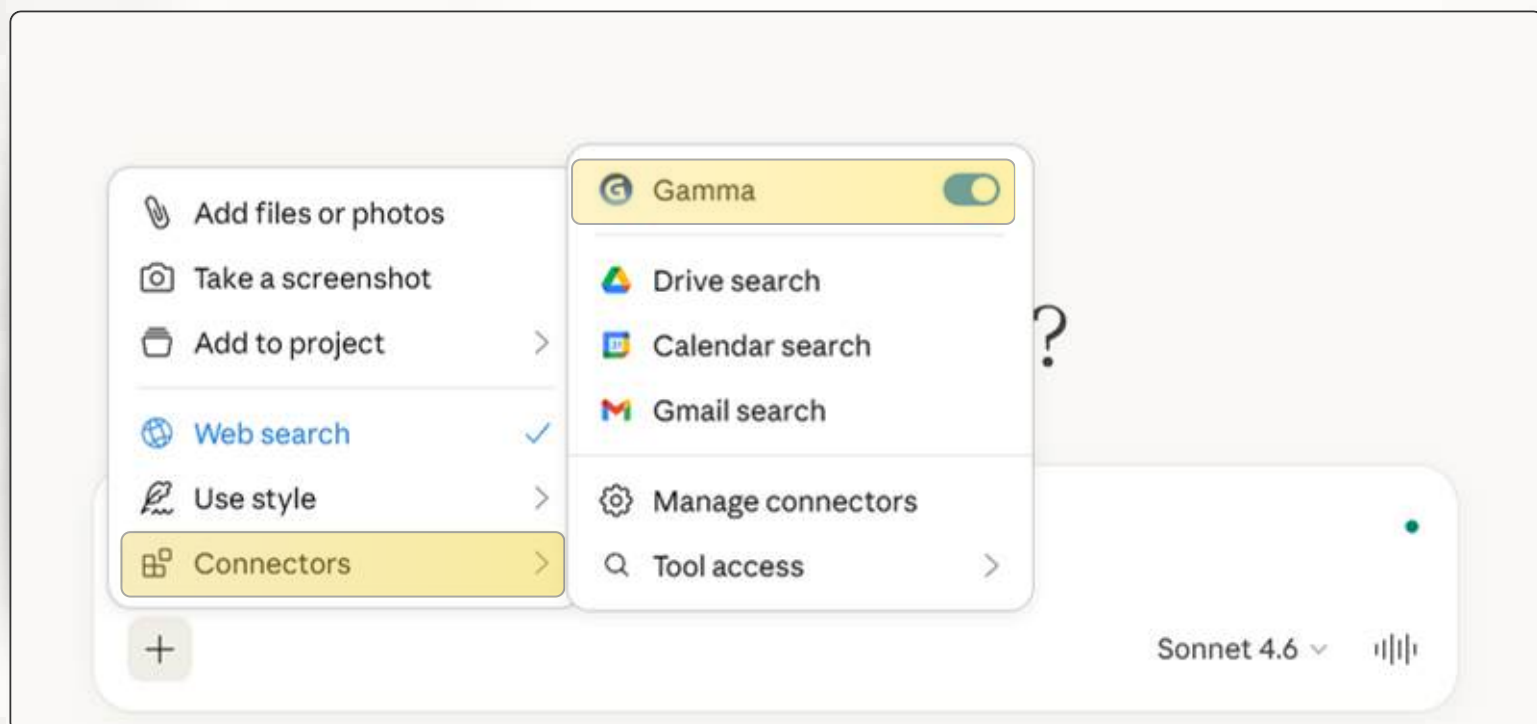 Add files or photos
Take a screenshot
Add to project
Web search
Use style
Connectors
Gamma
Drive search
Calendar search
Gmail search
Manage connectors
Tool access
?
Sonnet 4.6